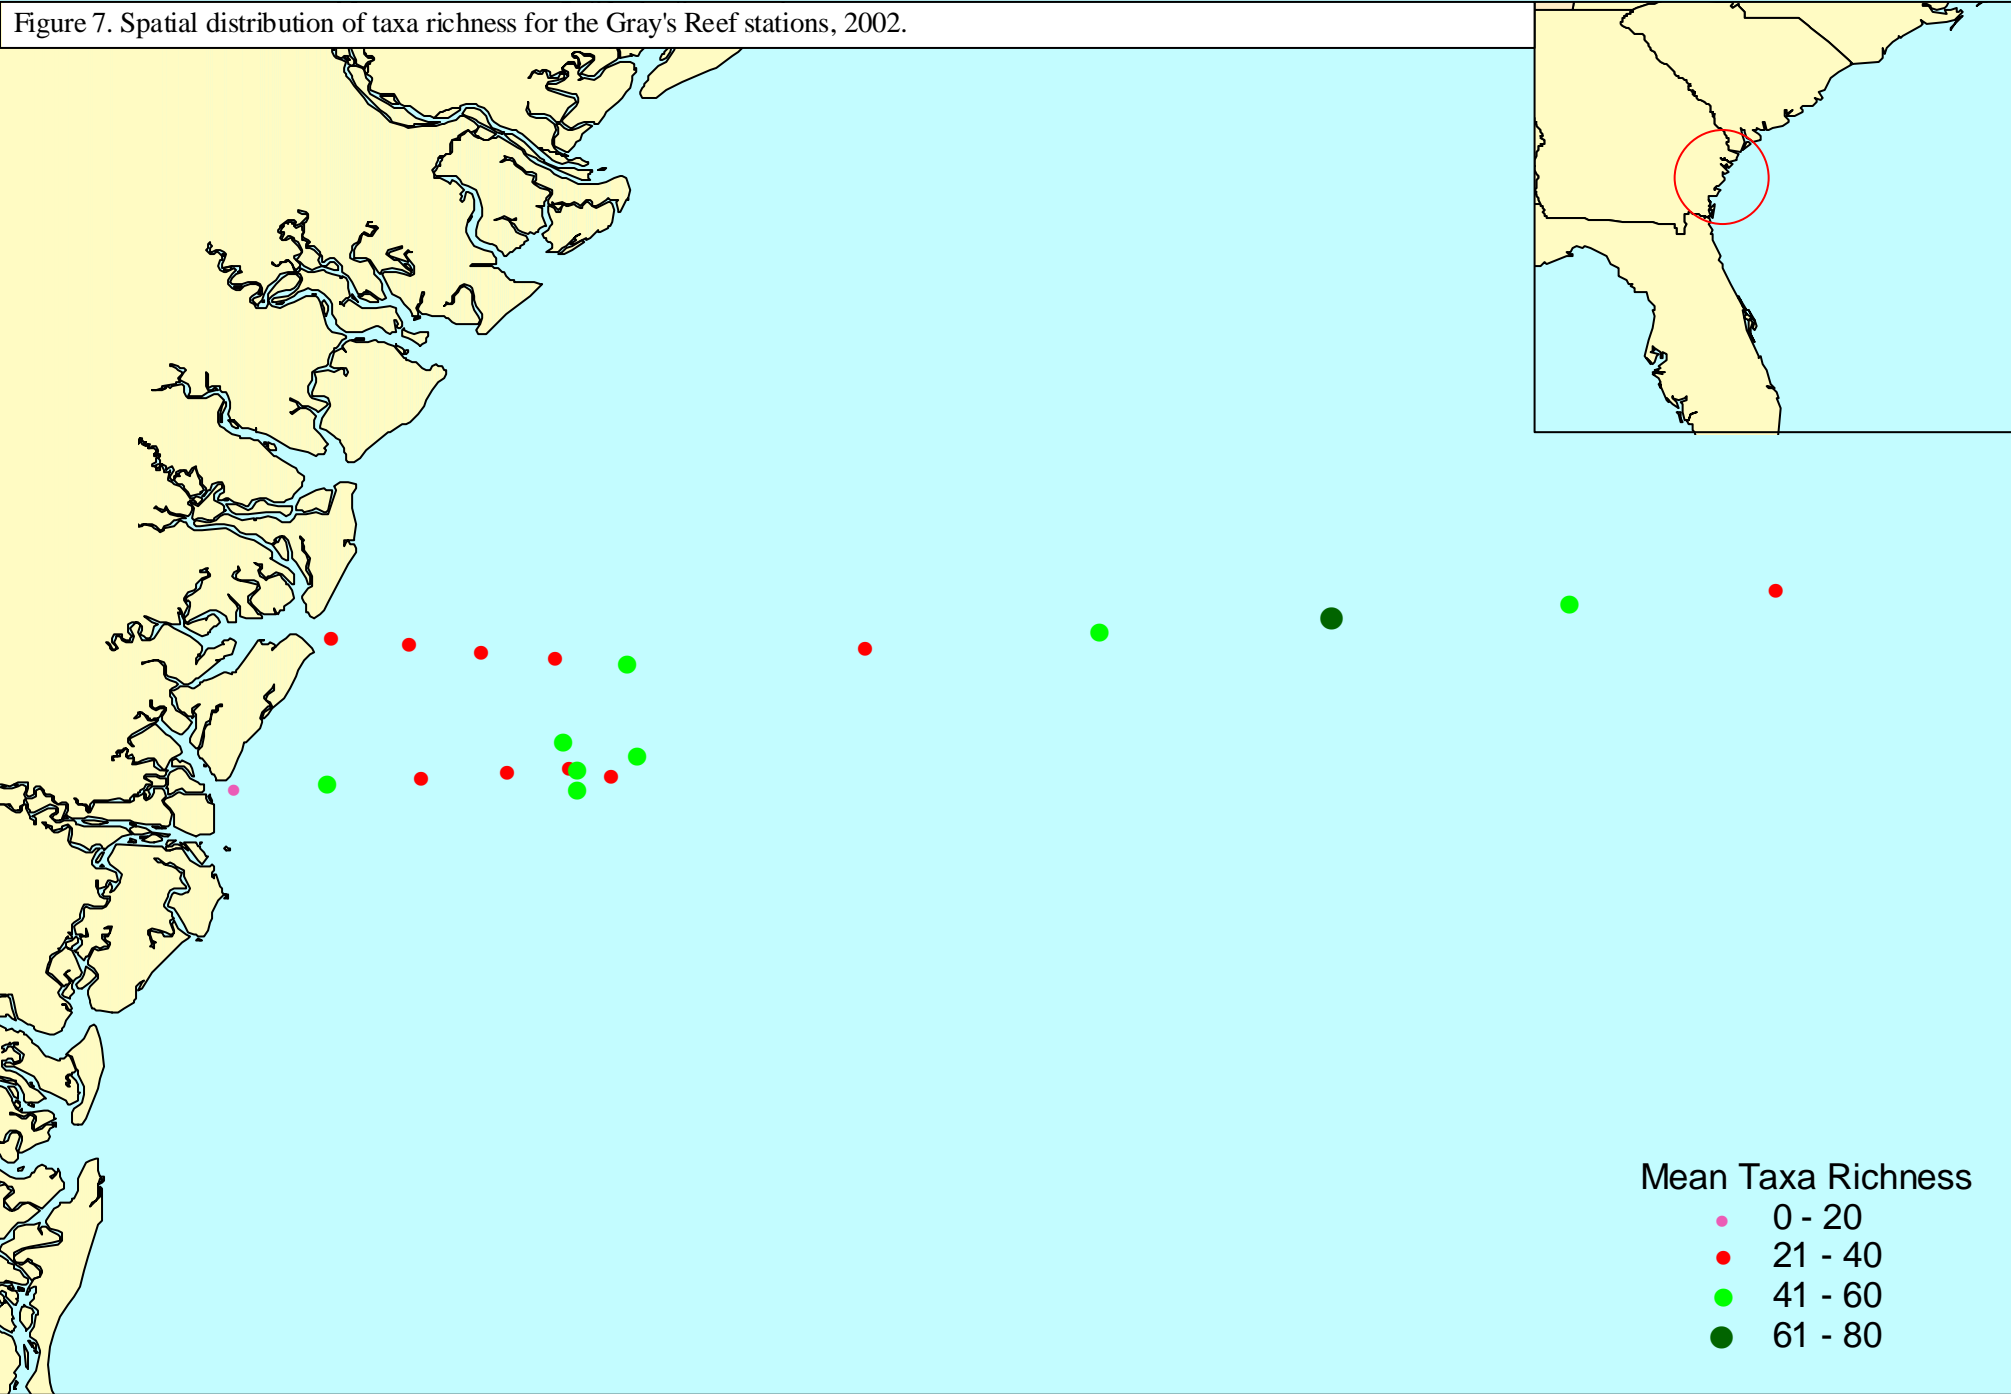 Figure 7. Spatial distribution of taxa richness for the Gray's Reef stations, 2002.
Mean Taxa Richness
0 - 20
21 - 40
41 - 60
61 - 80